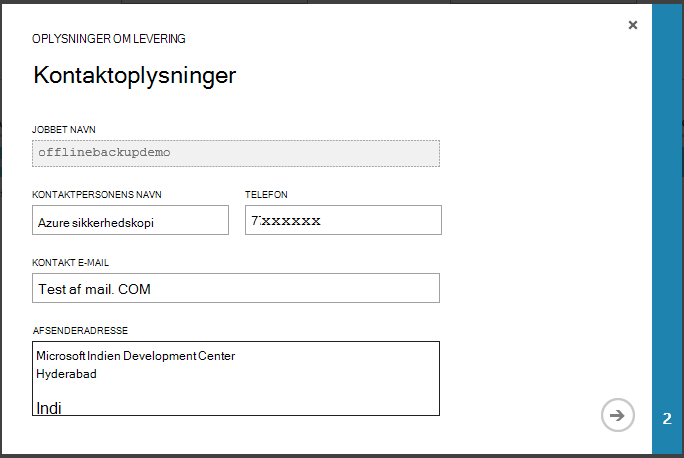 OPLYSNINGER OM LEVERING
Kontaktoplysninger
JOBBET NAVN
offlinebackupdemo
KONTAKTPERSONENS NAVN
TELEFON
Azure sikkerhedskopi
7:xxxxxx
KONTAKT E-MAIL
Test af mail. COM
AFSENDERADRESSE
Microsoft Indien Development Center
Hyderabad
Indi
2